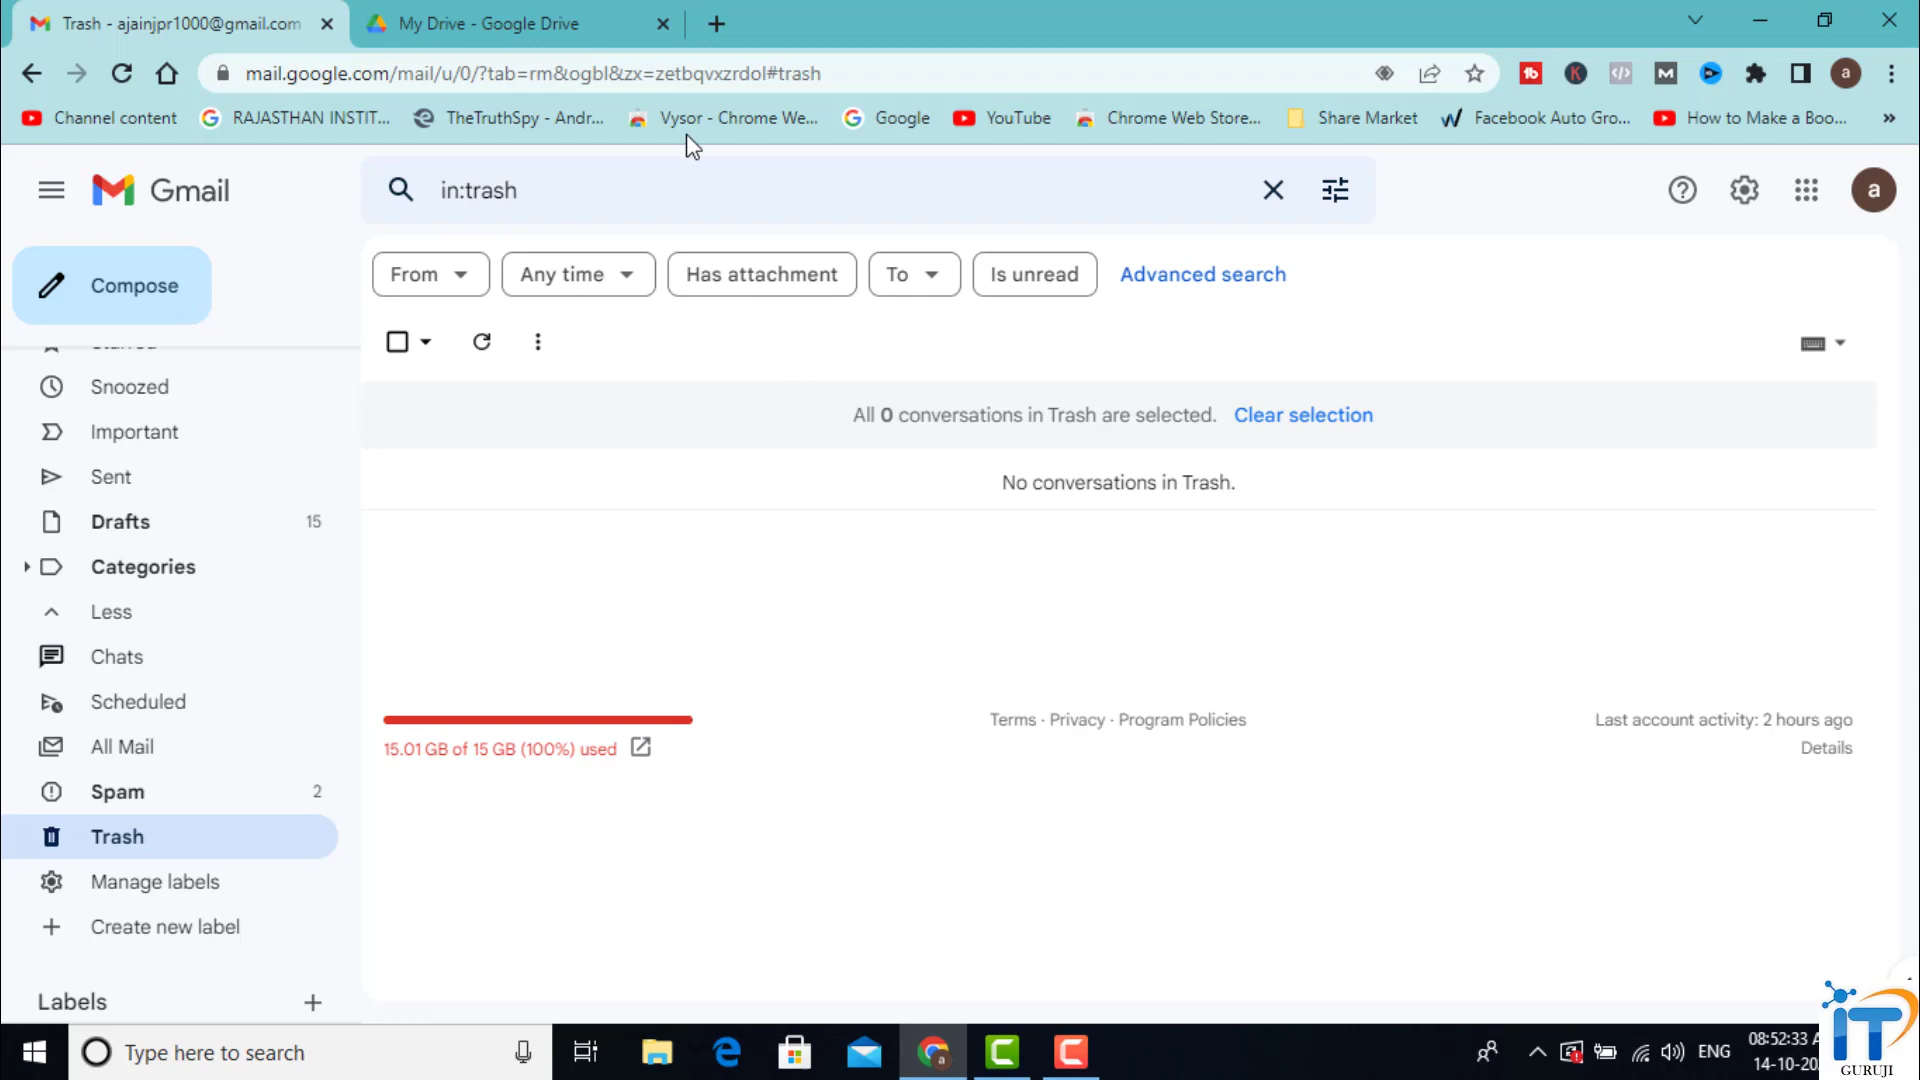 Trash - ajainjpr1000@gmail.com
My Drive - Google Drive
mail.google.com/mail/u/0/?tab=rm&ogbl&zx=zetbqvxzrdol#trash
a
Channel content
RAJASTHAN INSTIT...
TheTruthSpy - Andr...
Vysor - Chrome We...
Google
YouTube
Chrome Web Store...
Share Market
Facebook Auto Gro...
How to Make a Boo...
»
Gmail
in:trash
a
Compose
From
Any time
Has attachment
To
Is unread
Advanced search
Snoozed
Important
Sent
Drafts 15
Categories
Less
Chats
Scheduled
All Mail
Spam 2
Trash
Manage labels
Create new label
Labels
All 0 conversations in Trash are selected. Clear selection
No conversations in Trash.
15.01 GB of 15 GB (100%) used
Terms · Privacy · Program Policies
Last account activity: 2 hours ago
Details
Type here to search
ENG
08:52:33
14-10-20
IT
GURUJI